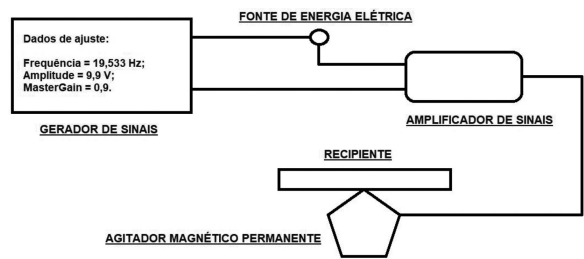 FONTE DE ENERGIA ELÉTRICA
Dados de ajuste:
Frequência = 19,533 Hz;
Amplitude = 9,9 V;
MasterGain = 0,9.
GERADOR DE SINAIS
AMPLIFICADOR DE SINAIS
RECIPIENTE
AGITADOR MAGNÉTICO PERMANENTE